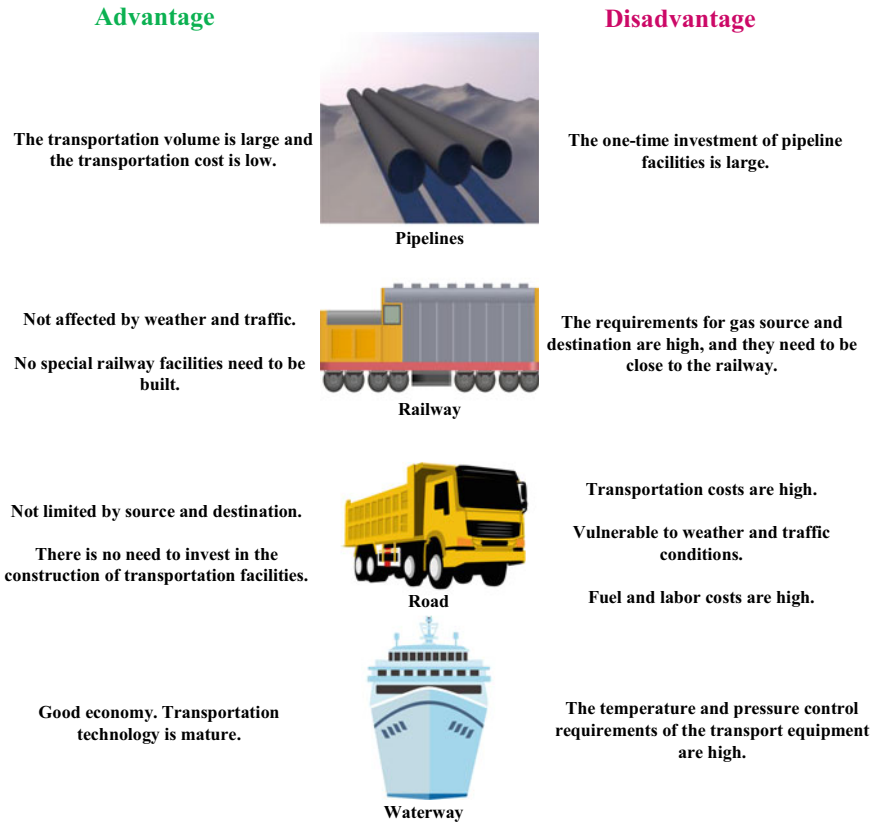 Advantage
Disadvantage
The transportation volume is large and
the transportation cost is low.
The one-time investment of pipeline
facilities is large.
Pipelines
Not affected by weather and traffic.
No special railway facilities need to be
built.
The requirements for gas source and
destination are high, and they need to be
close to the railway.
Railway
Not limited by source and destination.
There is no need to invest in the
construction of transportation facilities.
Transportation costs are high.
Vulnerable to weather and traffic
conditions.
Fuel and labor costs are high.
Road
Good economy. Transportation
technology is mature.
The temperature and pressure control
requirements of the transport equipment
are high.
Waterway